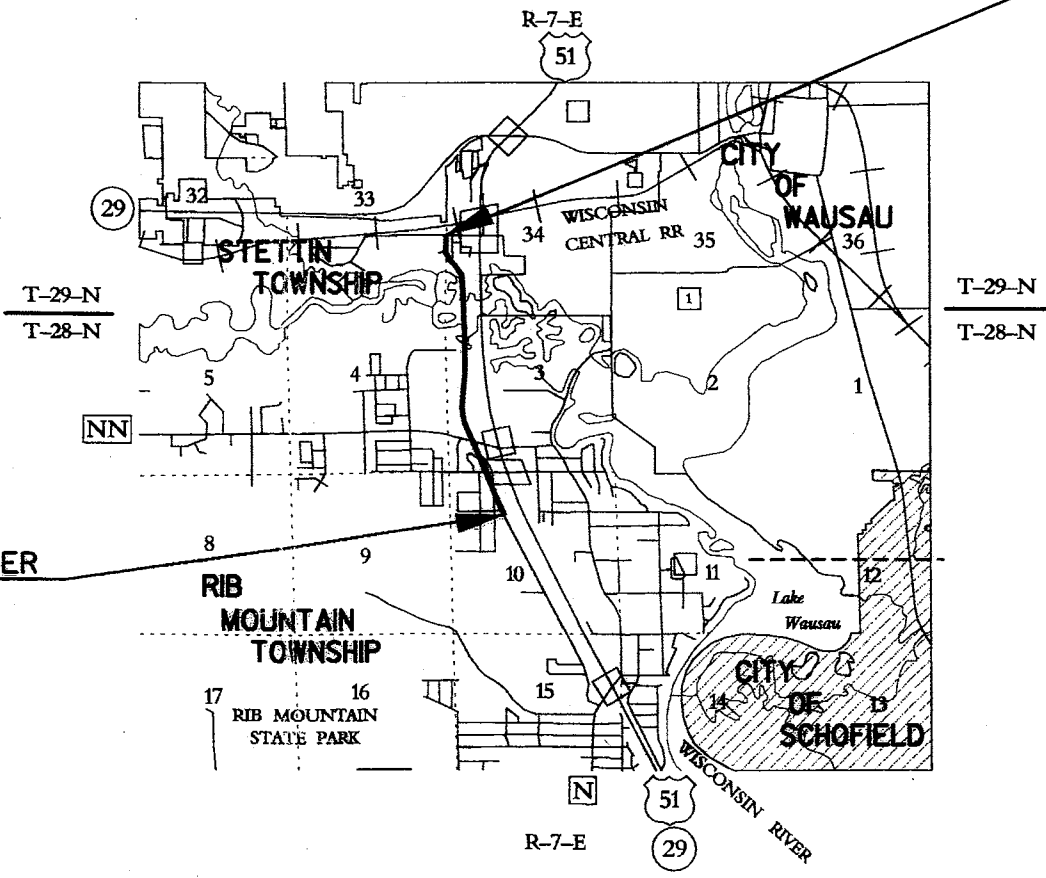 R-7-E
51
CITY
OF
WAUSAU
32
33
29
WISCONSIN
CENTRAL RR
34
35
36
STETTIN
TOWNSHIP
1
T-29-N
T-28-N
T-29-N
T-28-N
5
4
3
2
1
NN
8
9
10
11
12
ER
RIB
MOUNTAIN
TOWNSHIP
Lake
Wausau
CITY
OF
SCHOFIELD
17
16
15
14
13
RIB MOUNTAIN
STATE PARK
WISCONSIN RIVER
N
51
R-7-E
29